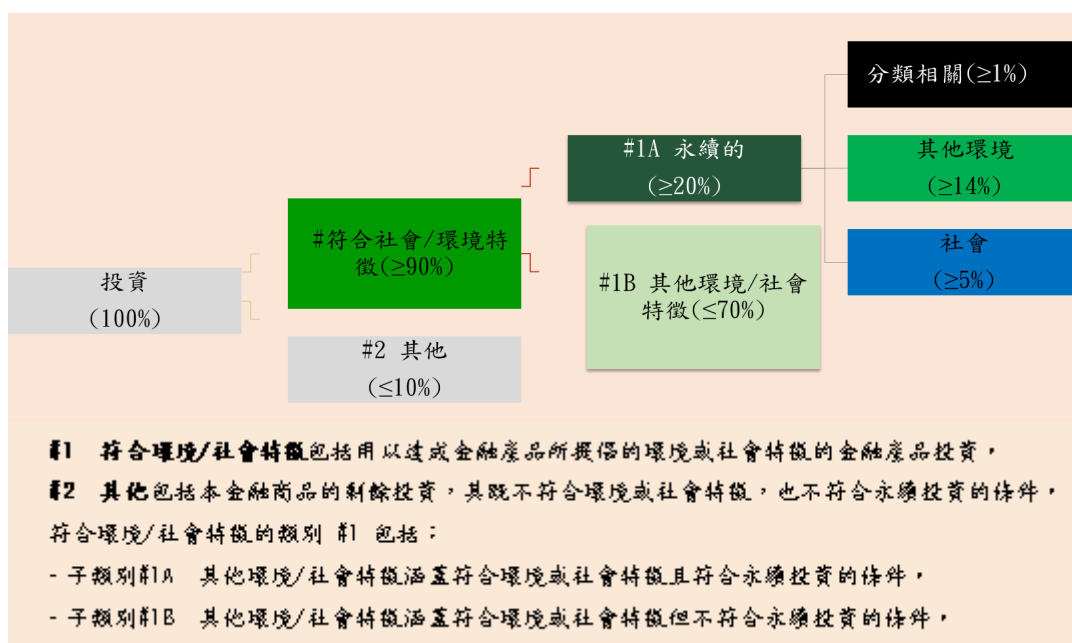 分類相關(≥1%)
#1A 永續的
(≥20%)
其他環境
(≥14%)
#符合社會/環境特
徵(≥90%)
社會
(≥5%)
投資
(100%)
#1B 其他環境/社會
特徵(≤70%)
#2 其他
(≤10%)
#1 符合環境/社會特徵包括用以達成金融產品所提倡的環境或社會特徵的金融產品投資，
#2 其他包括本金融商品的剩餘投資，其既不符合環境或社會特徵，也不符合永續投資的條件，
符合環境/社會特徵的類別 #1 包括：
- 子類別#1A 其他環境/社會特徵涵蓋符合環境或社會特徵且符合永續投資的條件，
- 子類別#1B 其他環境/社會特徵涵蓋符合環境或社會特徵但不符合永續投資的條件，